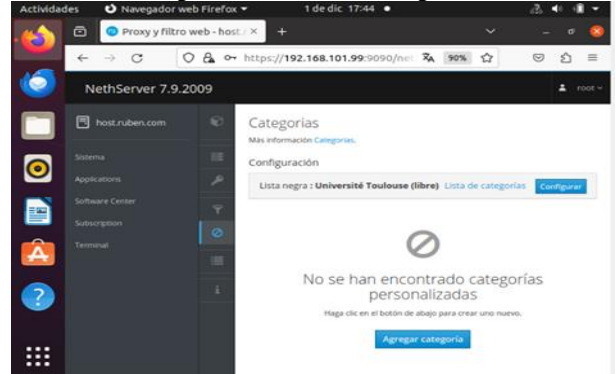 Actividades
Navegador web Firefox
1 de dic 17:44
Proxy y filtro web - host
https://192.168.101.99:9090/ne
90%
NethServer 7.9.2009
root
host.ruben.com
Sistema
Applications
Software Center
Subscription
Terminal
Categorías
Más información Categorías.
Configuración
Lista negra : Université Toulouse (libre) Lista de categorías Configurar
No se han encontrado categorías
personalizadas
Haga clic en el botón de abajo para crear uno nuevo.
Agregar categoría